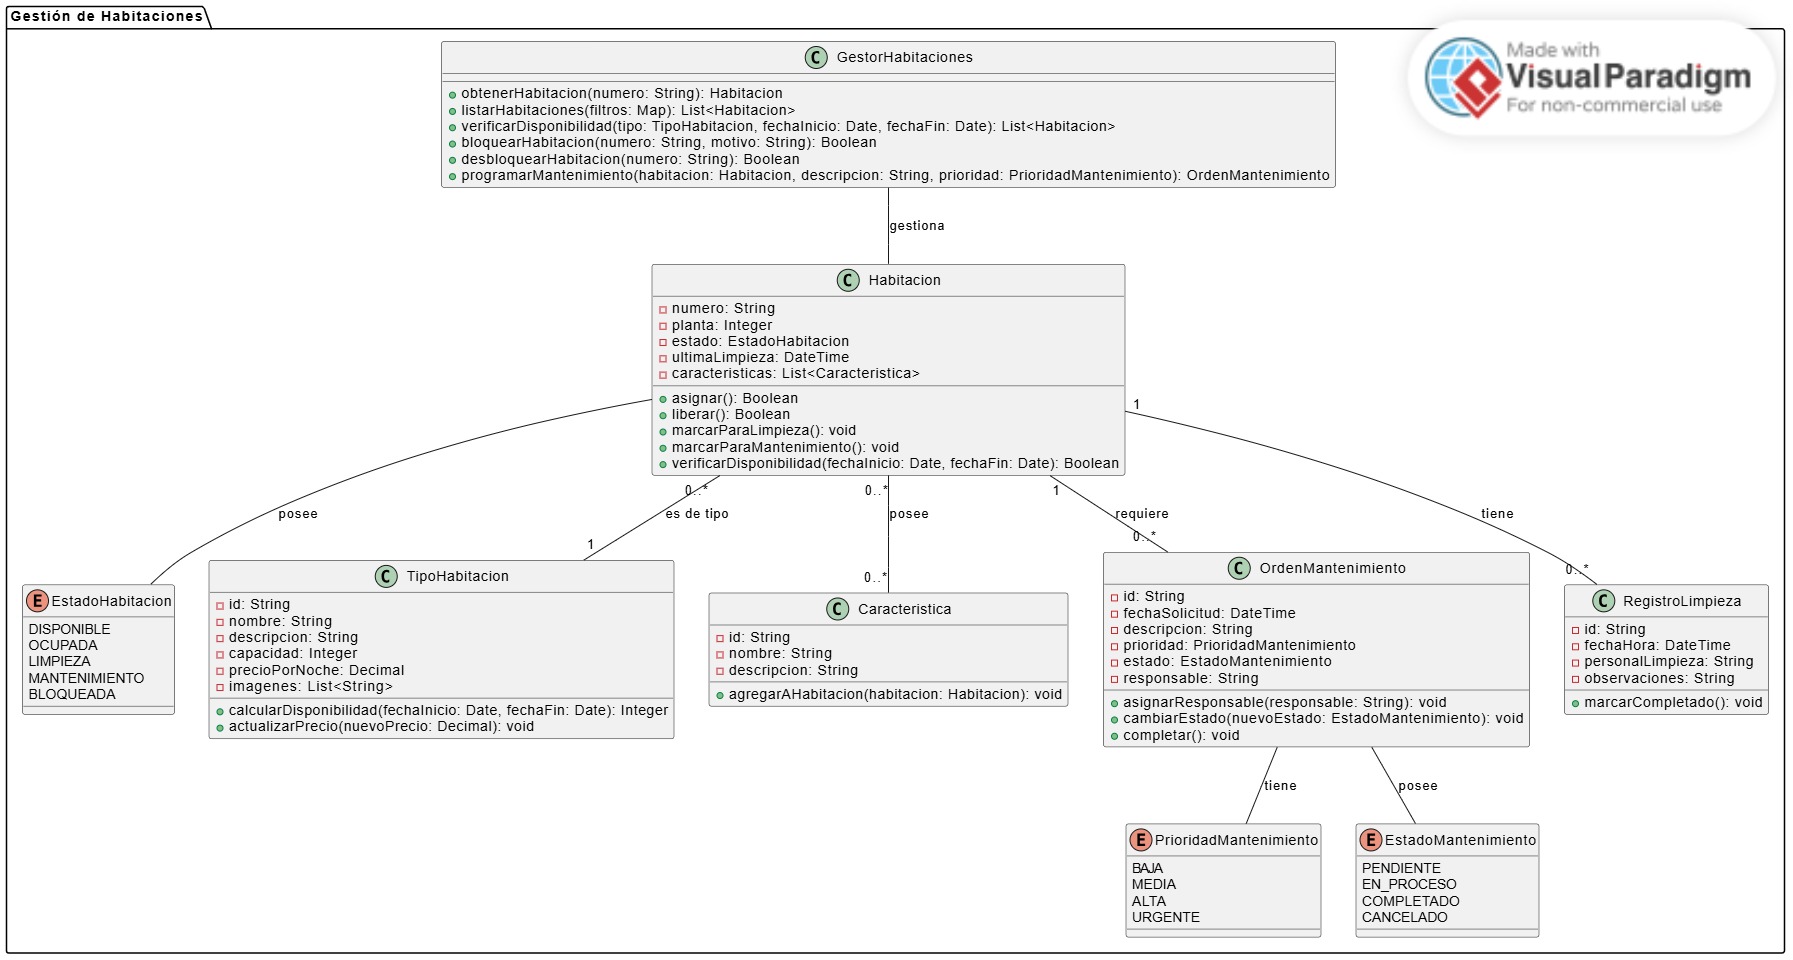 Gestión de Habitaciones
Made with
Visual Paradigm
For non-commercial use
C GestorHabitaciones
obtenerHabitacion(numero: String): Habitacion
listarHabitaciones(filtros: Map): List<Habitacion>
verificarDisponibilidad(tipo: TipoHabitacion, fechaInicio: Date, fechaFin: Date): List<Habitacion>
bloquearHabitacion(numero: String, motivo: String): Boolean
desbloquearHabitacion(numero: String): Boolean
programarMantenimiento(habitacion: Habitacion, descripcion: String, prioridad: PrioridadMantenimiento): OrdenMantenimiento
gestiona
C Habitacion
numero: String
planta: Integer
estado: EstadoHabitacion
ultimaLimpieza: DateTime
caracteristicas: List<Caracteristica>
asignar(): Boolean
liberar(): Boolean
marcarParaLimpieza(): void
marcarParaMantenimiento(): void
verificarDisponibilidad(fechaInicio: Date, fechaFin: Date): Boolean
1
0..*
0..*
1
posee
es de tipo
posee
requiere
tiene
1
0..*
0..*
0..*
E EstadoHabitacion
DISPONIBLE
OCUPADA
LIMPIEZA
MANTENIMIENTO
BLOQUEADA
C TipoHabitacion
id: String
nombre: String
descripcion: String
capacidad: Integer
precioPorNoche: Decimal
imagenes: List<String>
calcularDisponibilidad(fechaInicio: Date, fechaFin: Date): Integer
actualizarPrecio(nuevoPrecio: Decimal): void
C Caracteristica
id: String
nombre: String
descripcion: String
agregarAHabitacion(habitacion: Habitacion): void
C OrdenMantenimiento
id: String
fechaSolicitud: DateTime
descripcion: String
prioridad: PrioridadMantenimiento
estado: EstadoMantenimiento
responsable: String
asignarResponsable(responsable: String): void
cambiarEstado(nuevoEstado: EstadoMantenimiento): void
completar(): void
C RegistroLimpieza
id: String
fechaHora: DateTime
personalLimpieza: String
observaciones: String
marcarCompletado(): void
tiene
posee
E PrioridadMantenimiento
BAJA
MEDIA
ALTA
URGENTE
E EstadoMantenimiento
PENDIENTE
EN_PROCESO
COMPLETADO
CANCELADO